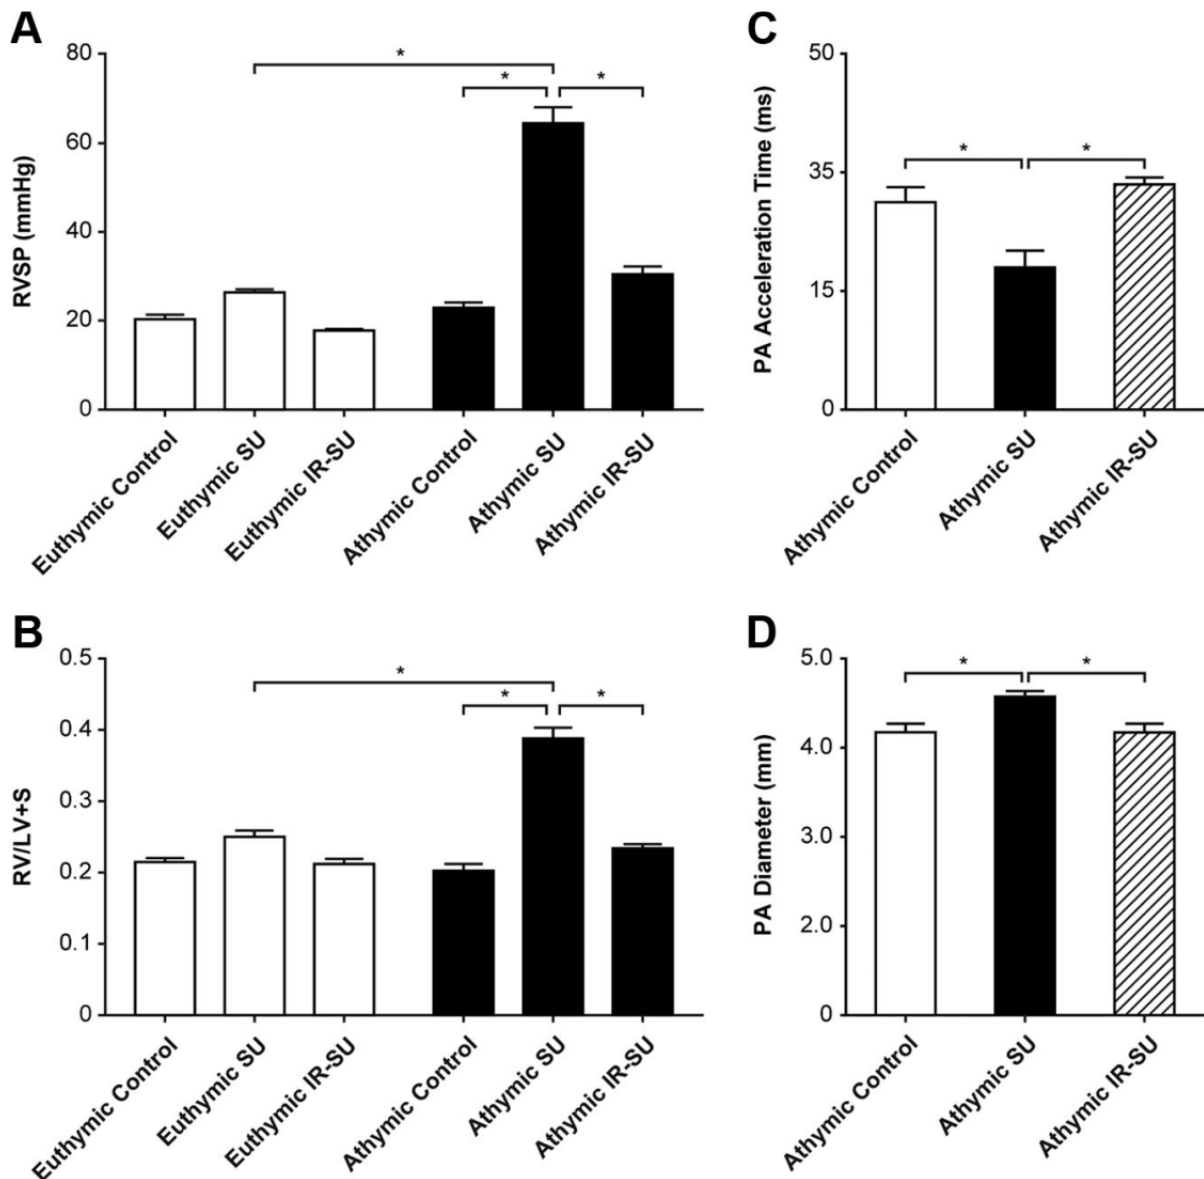 A
RVSP (mmHg)
80
60
40
20
0
*
*
*
Euthymic Control
Euthymic SU
Euthymic IR-SU
Athymic Control
Athymic SU
Athymic IR-SU
C
PA Acceleration Time (ms)
50
35
15
0
*
*
Athymic Control
Athymic SU
Athymic IR-SU
B
RV/LV+S
0.5
0.4
0.3
0.2
0.1
0
*
*
*
Euthymic Control
Euthymic SU
Euthymic IR-SU
Athymic Control
Athymic SU
Athymic IR-SU
D
PA Diameter (mm)
5.0
4.0
3.0
2.0
0
*
*
Athymic Control
Athymic SU
Athymic IR-SU